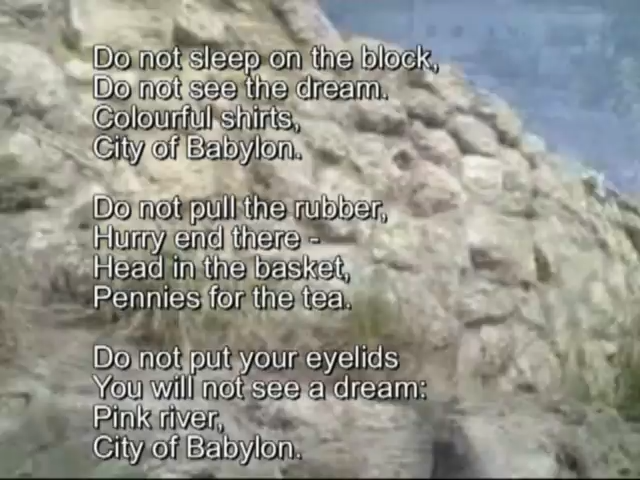 Do not sleep on the block,
Do not see the dream.
Colourful shirts,
City of Babylon.
Do not pull the rubber,
Hurry end there -
Head in the basket,
Pennies for the tea.
Do not put your eyelids
You will not see a dream:
Pink river,
City of Babylon.